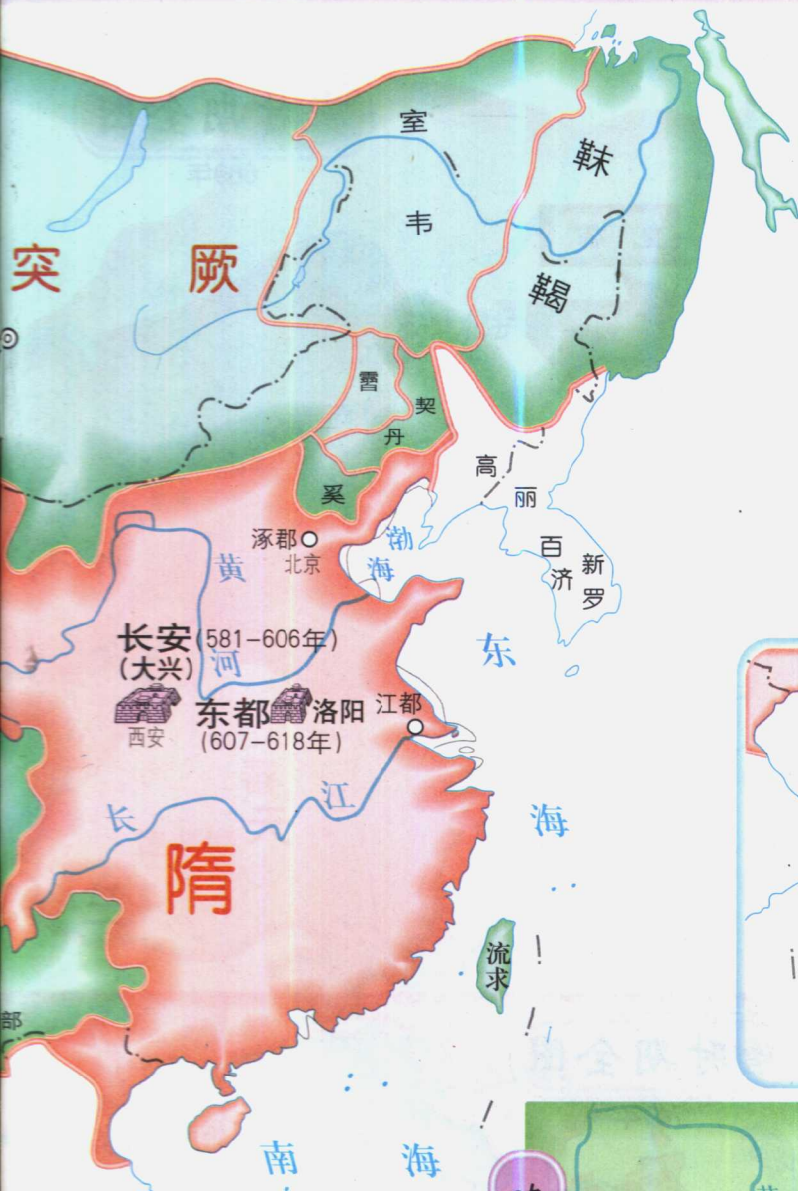 室
韦
靺
鞨
突 厥
霫
契
丹
奚
高
丽
百
济
新
罗
涿郡
北京
渤
海
黄
河
长安(581-606年)
(大兴)
西安
东都 洛阳
(607-618年)
江都
东
海
长
江
隋
流
求
部
南 海